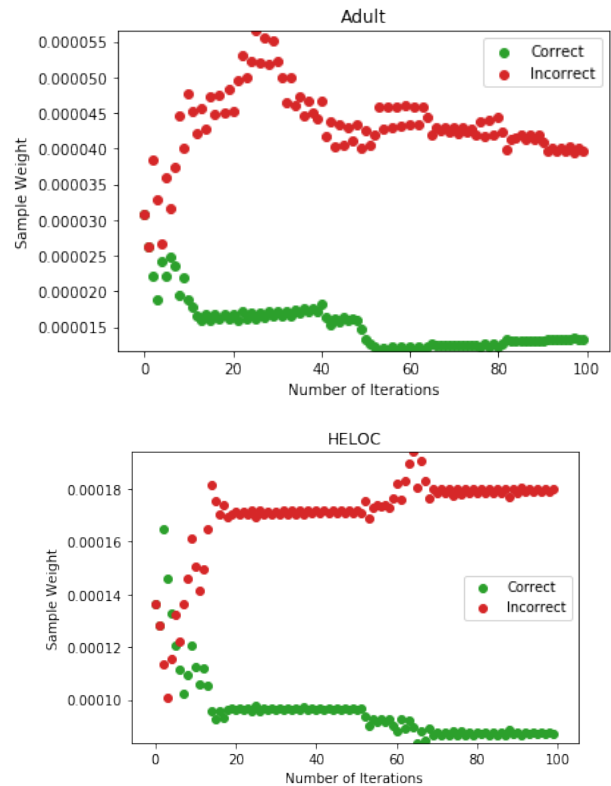 Adult
0.000055
0.000050
0.000045
0.000040
0.000035
0.000030
0.000025
0.000020
0.000015
Sample Weight
Correct
Incorrect
0 20 40 60 80 100
Number of Iterations
HELOC
0.00018
0.00016
0.00014
0.00012
0.00010
Sample Weight
Correct
Incorrect
0 20 40 60 80 100
Number of Iterations